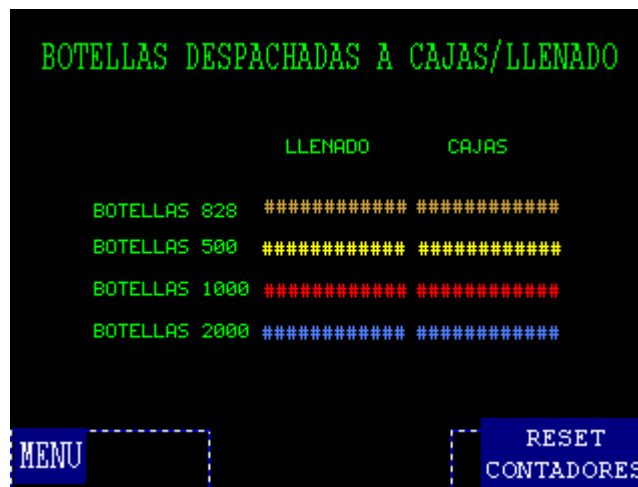 BOTELLAS DESPACHADAS A CAJAS/LLENADO
LLENADO CAJAS
BOTELLAS 828 ############ ############
BOTELLAS 500 ############ ############
BOTELLAS 1000 ############ ############
BOTELLAS 2000 ############ ############
MENU
RESET
CONTADORES